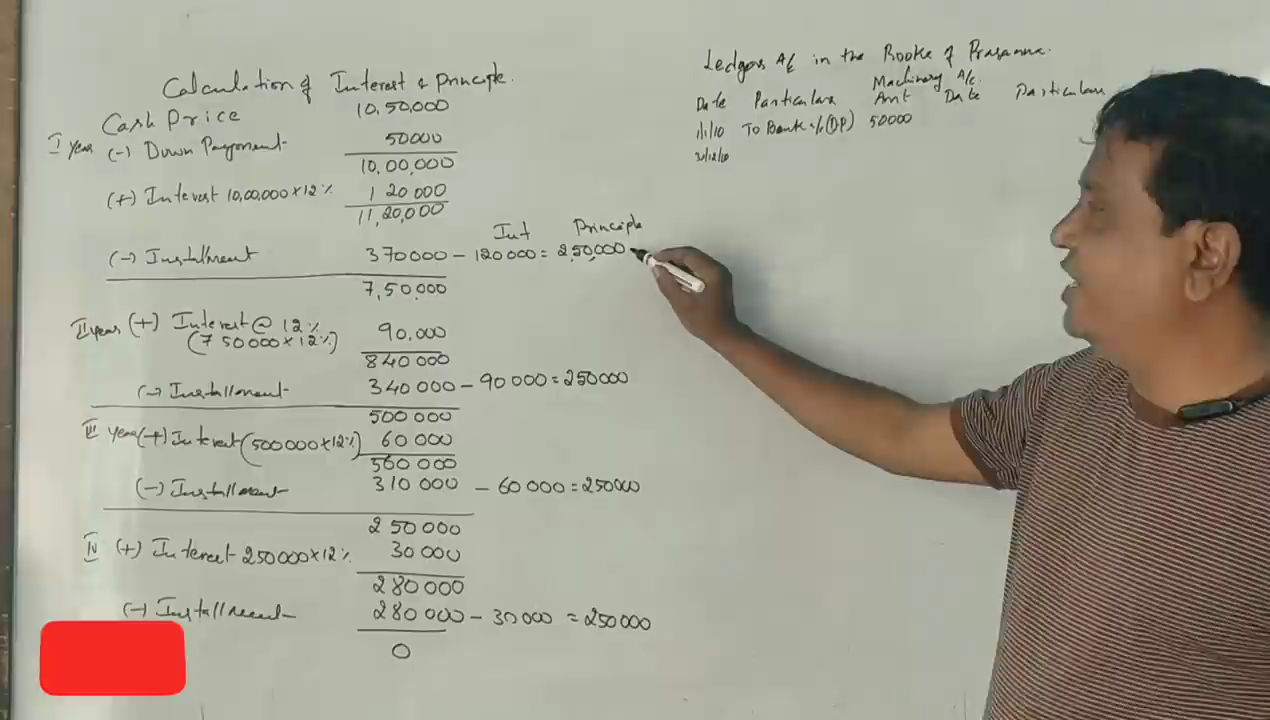 Calculation of Interest & Principle.
Cash Price 10,50,000
I year (-) Down Payment 50000
10,00,000
(+) Interest 10,00,000 x 12% 1 20 000
11,20,000
Int Principle
(-) Installment 370000 - 120000 = 2,50,000
7,50,000
II year (+) Interest @ 12% 90,000
(7 50000 x 12%)
840 000
(-) Installment 340 000 - 90 000 = 250000
500 000
III year (+) Interest (500000 x 12%) 60 000
560 000
(-) Installment 310 000 - 60 000 = 250000
250 000
IV (+) Interest 250000 x 12% 30 000
280 000
(-) Installment 280 000 - 30 000 = 250000
0
Ledgers A/c in the Books of Prasanna.
Machinery A/c.
Date Particulars Amt Date Particulars
1/1/10 To Bank A/c (DP) 50000
31/12/10